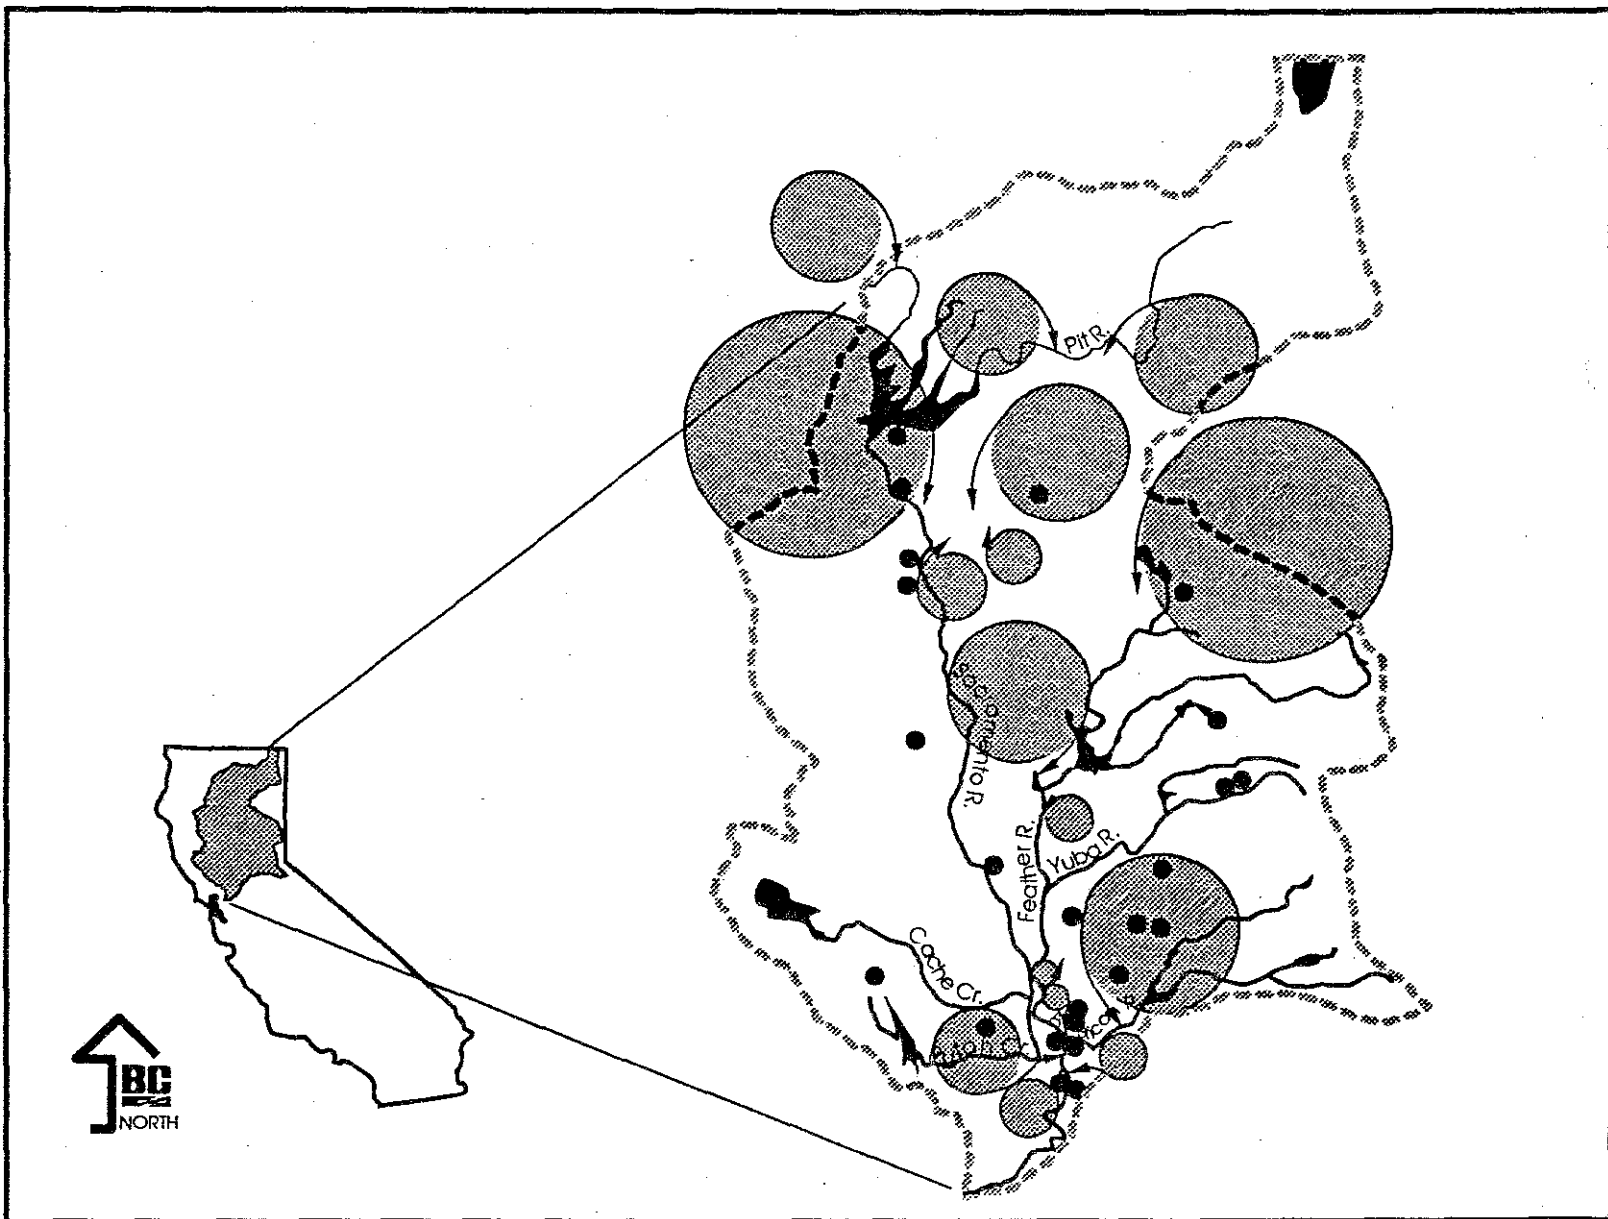 Pit R.
Sacramento R.
Feather R.
Yuba R.
Cache Cr.
BC
NORTH